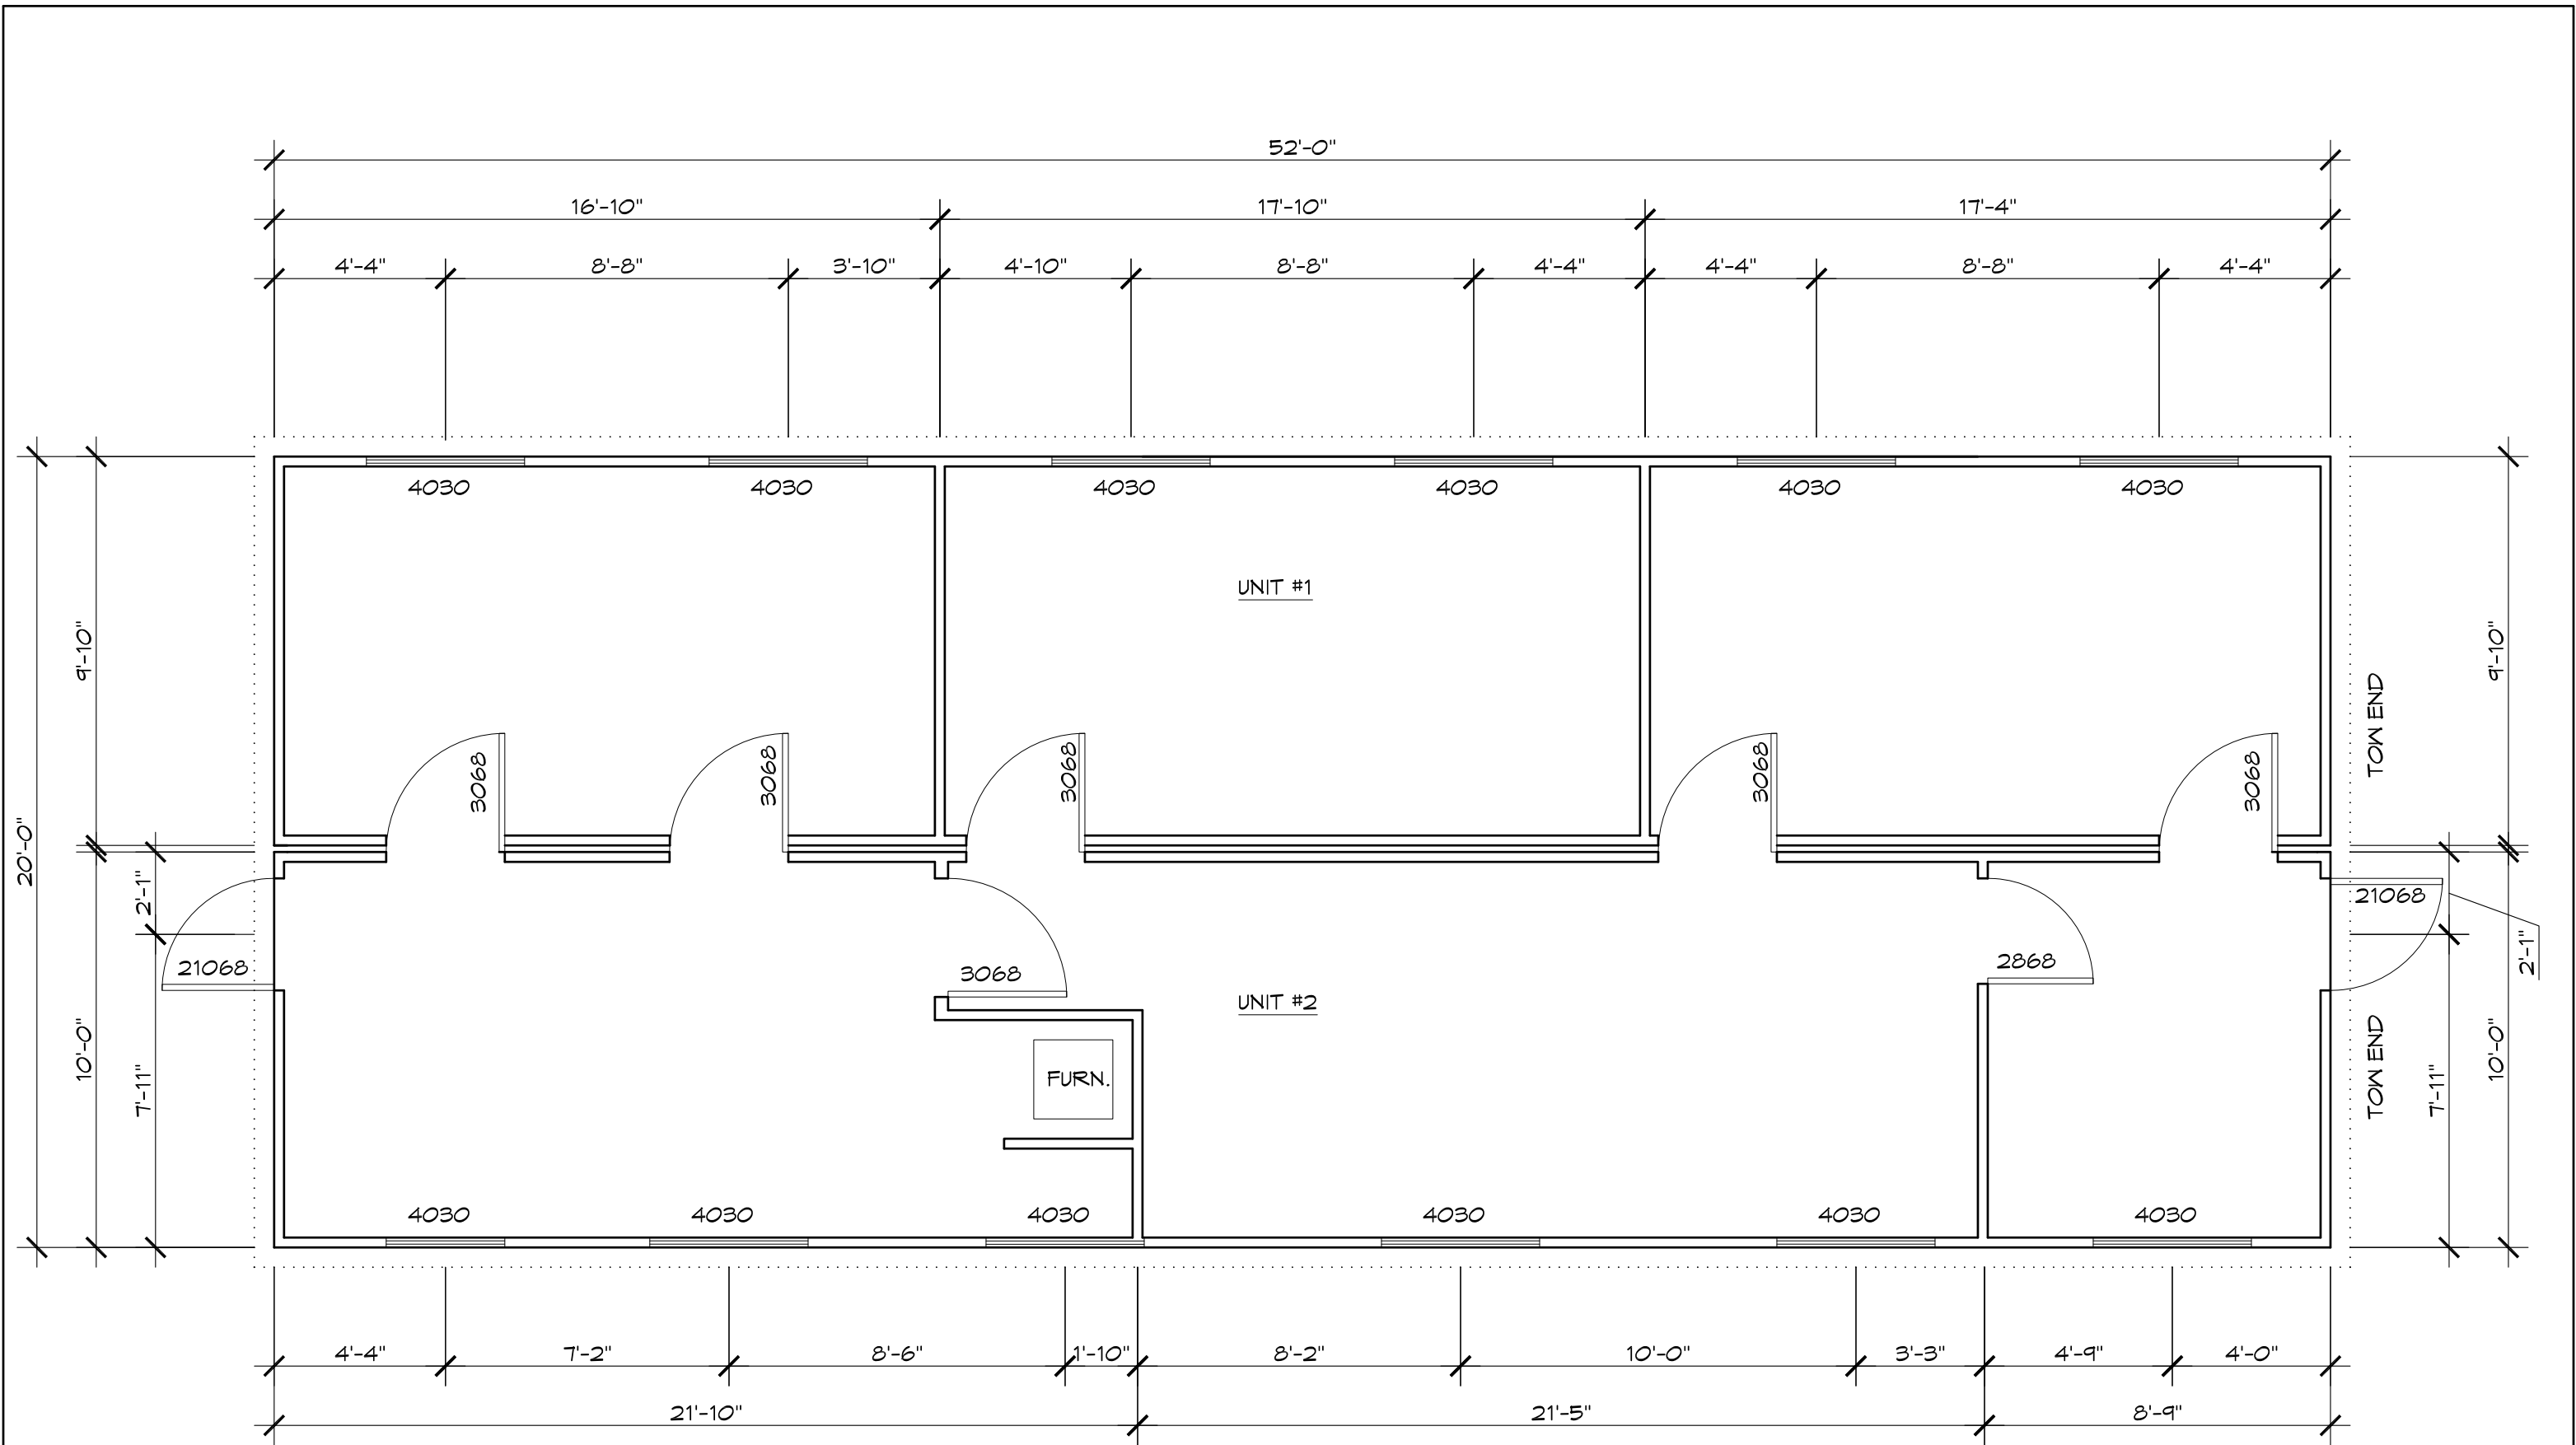 52'-0"
16'-10" 17'-10" 17'-4"
4'-4" 8'-8" 3'-10" 4'-10" 8'-8" 4'-4" 4'-4" 8'-8" 4'-4"
4030 4030 4030 4030 4030 4030
UNIT #1
9'-10"
9'-10"
TOW END
3068 3068 3068 3068 3068
20'-0"
2'-1"
21068
21068
2'-1"
3068
2868
UNIT #2
10'-0"
7'-11"
FURN.
TOW END
7'-11"
10'-0"
4030 4030 4030 4030 4030 4030
4'-4" 7'-2" 8'-6" 1'-10" 8'-2" 10'-0" 3'-3" 4'-9" 4'-0"
21'-10" 21'-5" 8'-9"